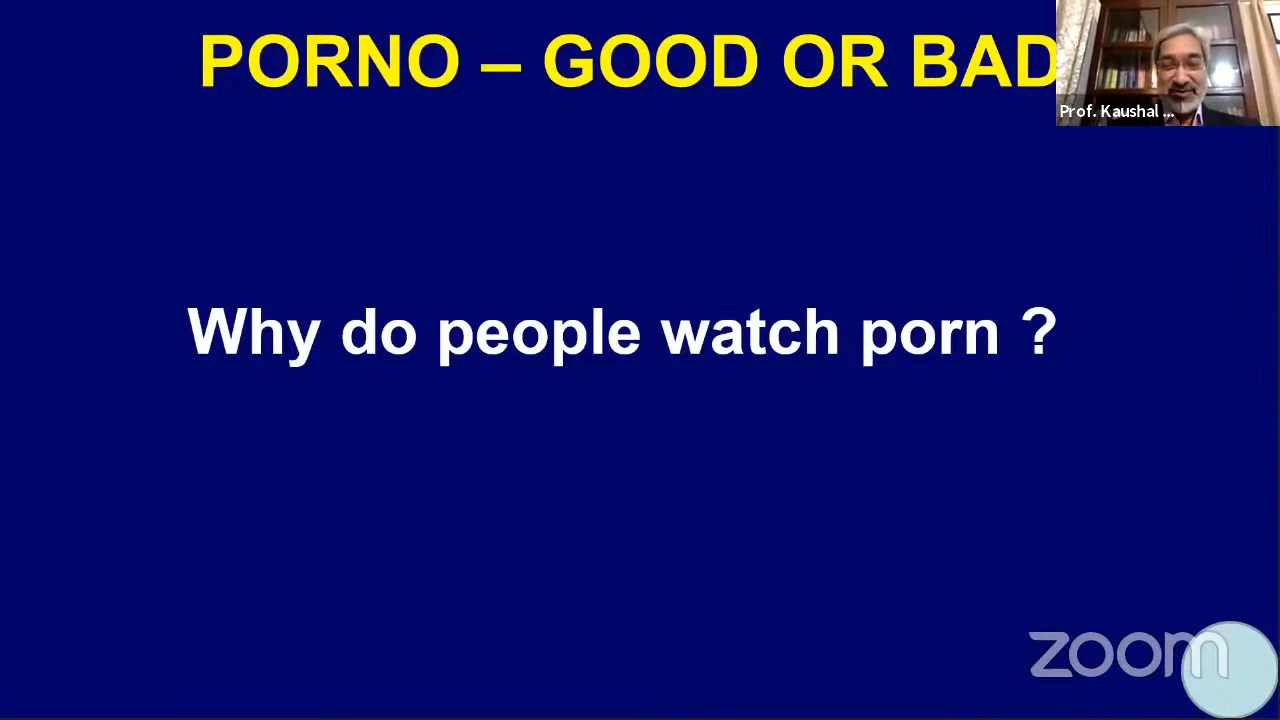 PORNO – GOOD OR BAD
Prof. Kaushal ...
Why do people watch porn ?
zoom